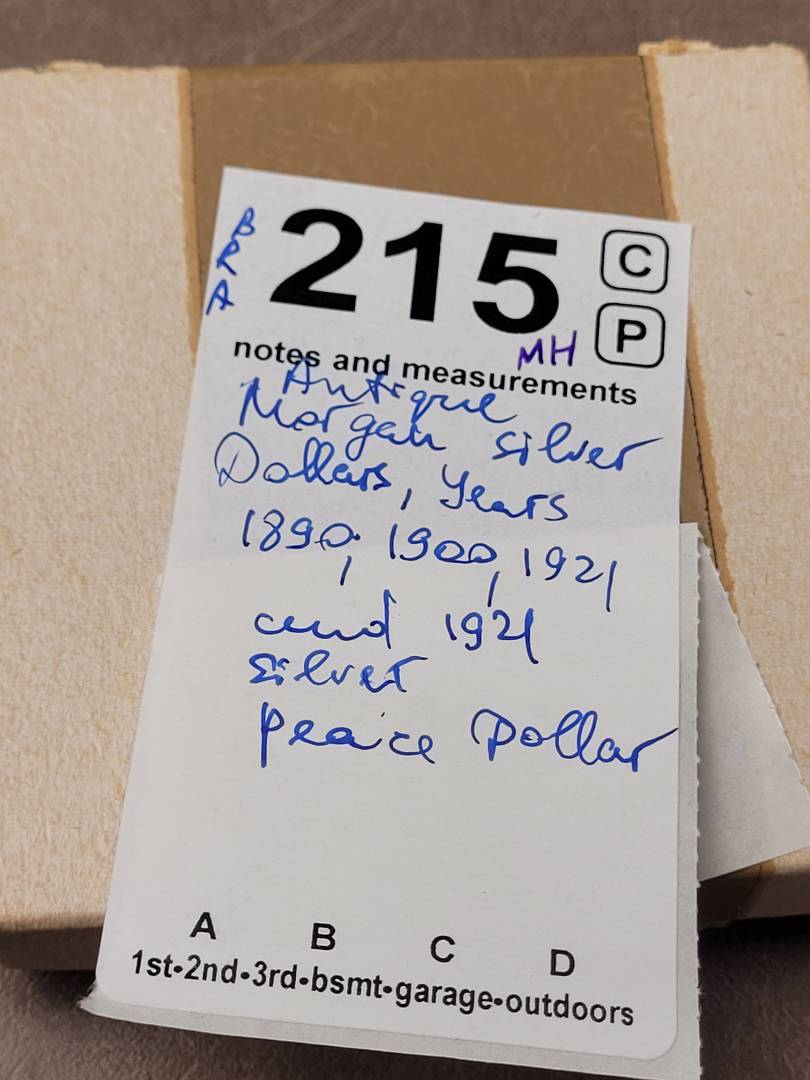 BRA
215
C
P
MH
notes and measurements
Antique
Morgan silver
Dollars, Years
1890, 1900, 1921
and 1921
silver
peace Dollar
A B C D
1st•2nd•3rd•bsmt•garage•outdoors